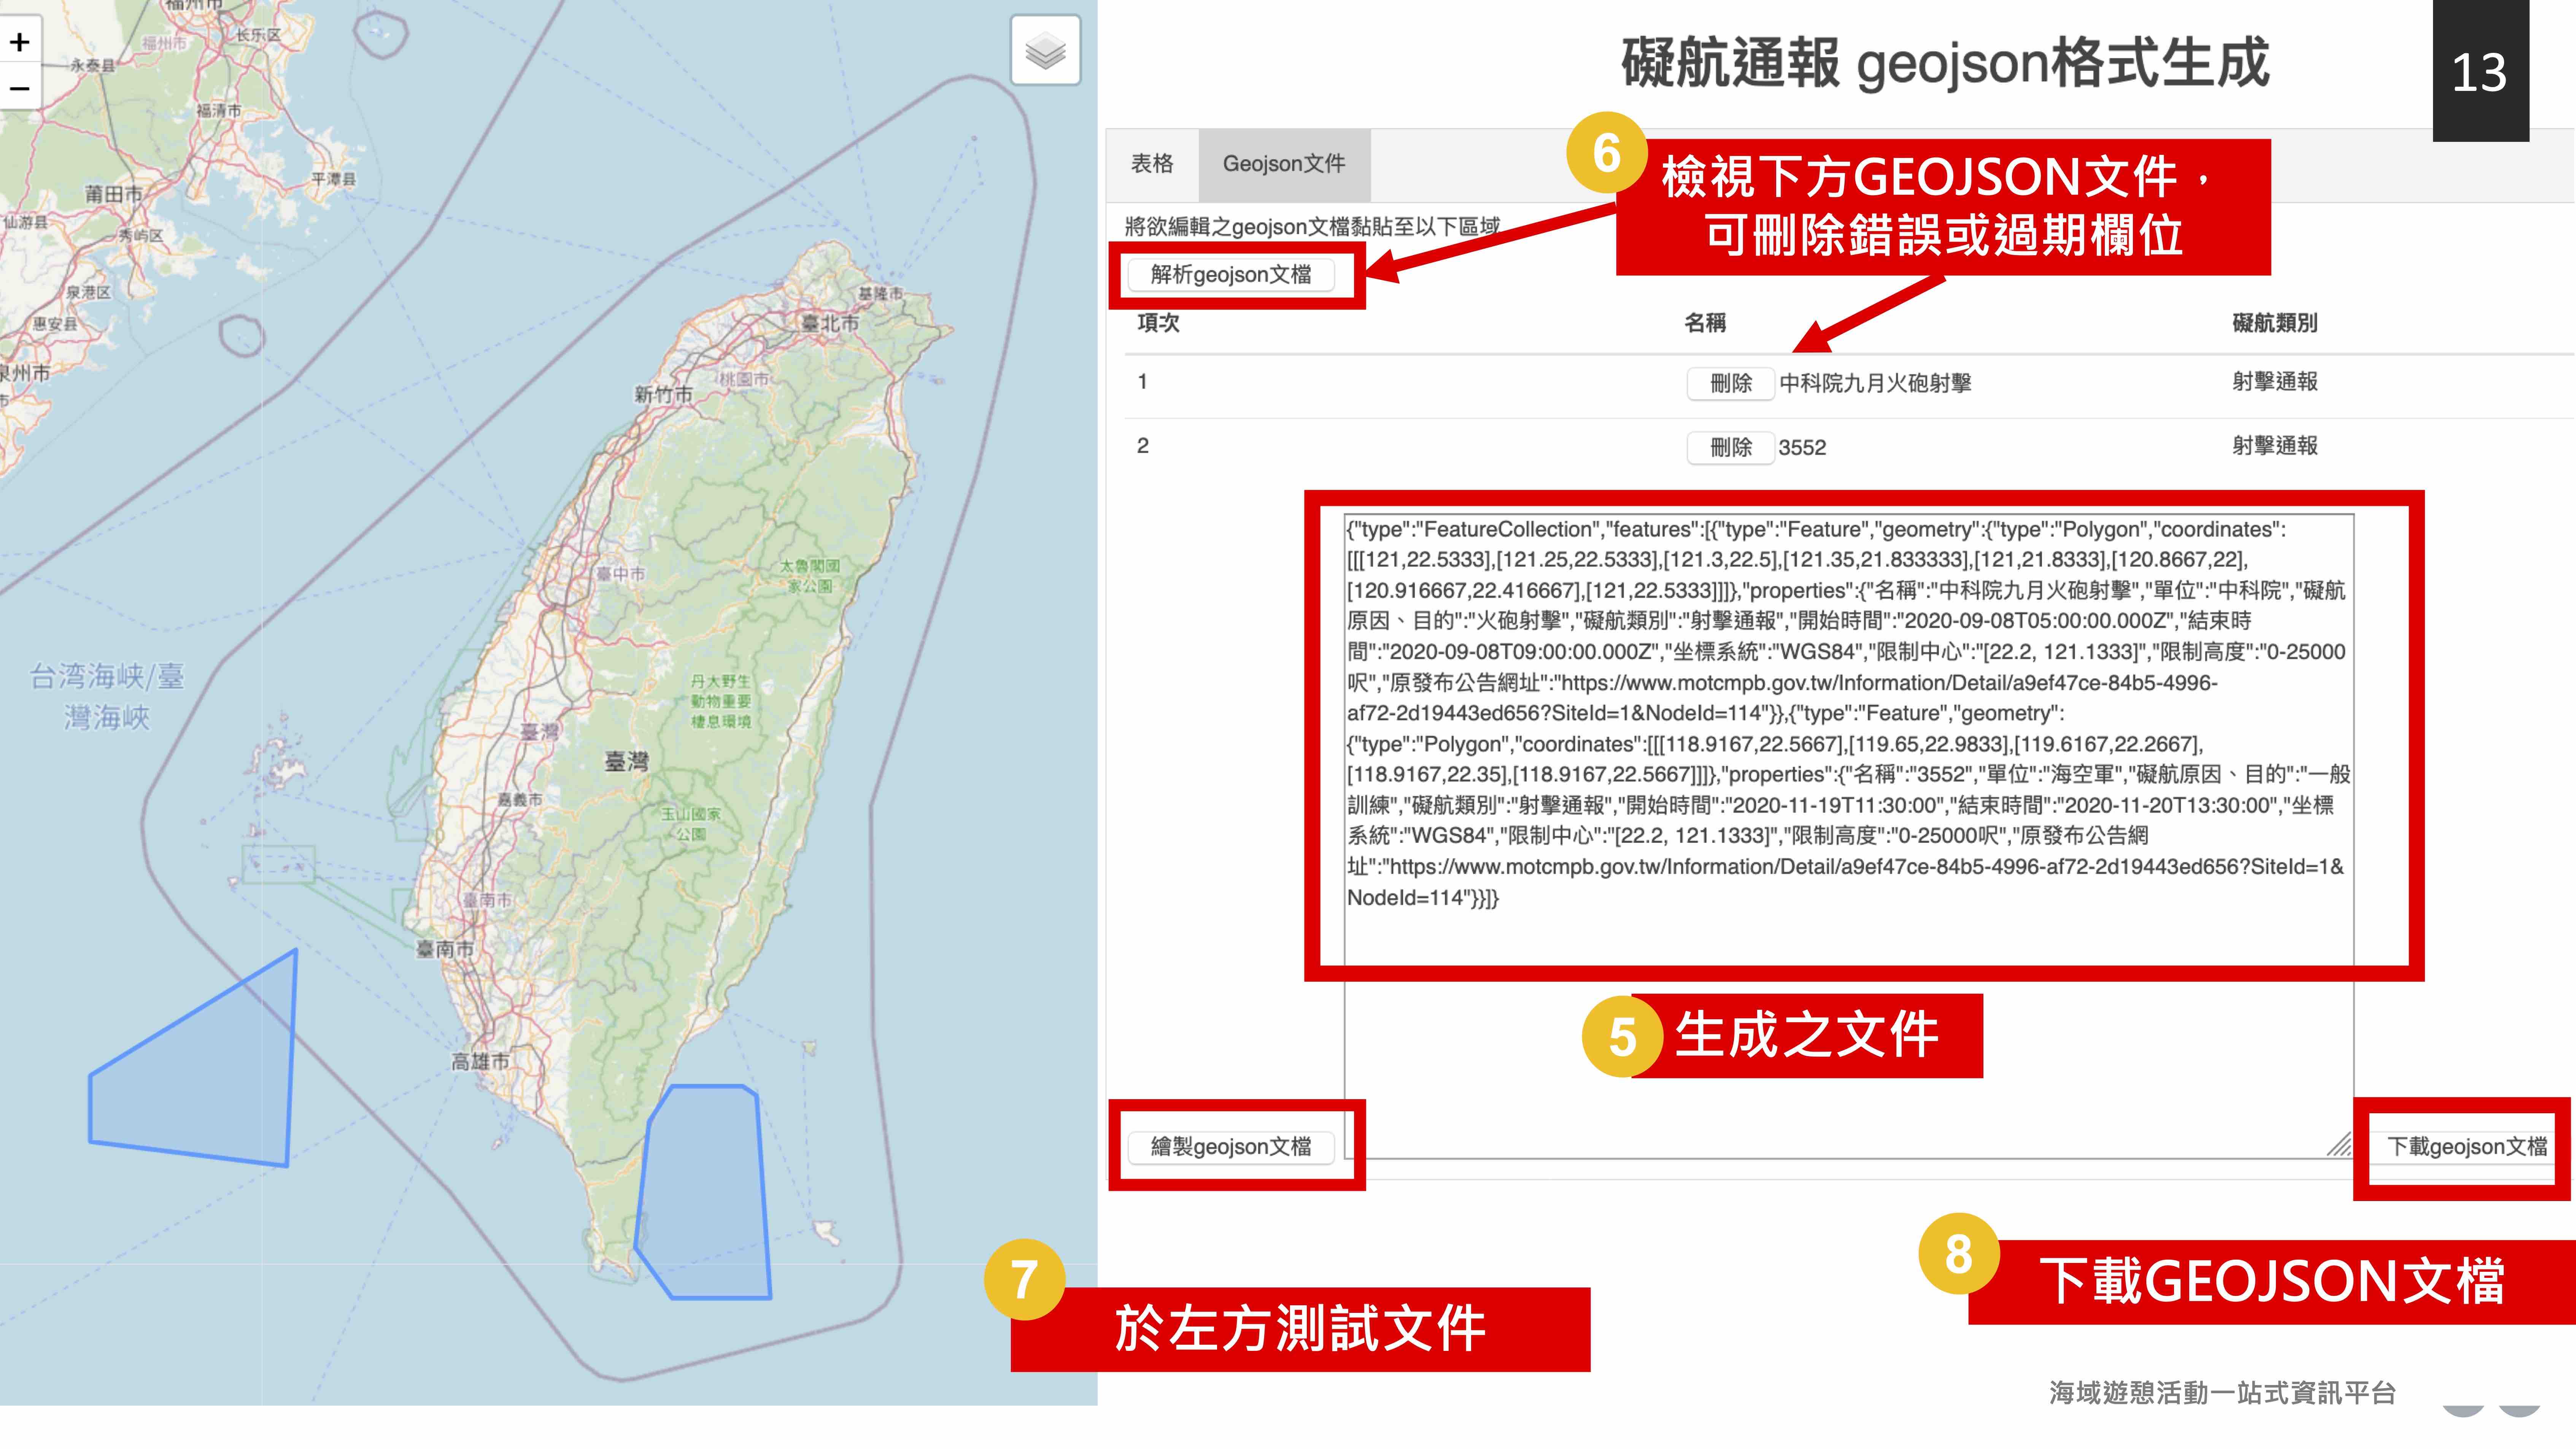 礙航通報 geojson格式生成
13
表格
Geojson文件
6
檢視下方GEOJSON文件，
可刪除錯誤或過期欄位
將欲編輯之geojson文檔黏貼至以下區域
解析geojson文檔
項次 名稱 礙航類別
1 刪除 中科院九月火砲射擊 射擊通報
2 刪除 3552 射擊通報
{"type":"FeatureCollection","features":[{"type":"Feature","geometry":{"type":"Polygon","coordinates":
[[[121,22.5333],[121.25,22.5333],[121.3,22.5],[121.35,21.833333],[121,21.8333],[120.8667,22],
[120.916667,22.416667],[121,22.5333]]]},"properties":{"名稱":"中科院九月火砲射擊","單位":"中科院","礙航
原因、目的":"火砲射擊","礙航類別":"射擊通報","開始時間":"2020-09-08T05:00:00.000Z","結束時
間":"2020-09-08T09:00:00.000Z","坐標系統":"WGS84","限制中心":"[22.2, 121.1333]","限制高度":"0-25000
呎","原發布公告網址":"https://www.motcmpb.gov.tw/Information/Detail/a9ef47ce-84b5-4996-
af72-2d19443ed656?SiteId=1&NodeId=114"}},{"type":"Feature","geometry":
{"type":"Polygon","coordinates":[[[118.9167,22.5667],[119.65,22.9833],[119.6167,22.2667],
[118.9167,22.35],[118.9167,22.5667]]]},"properties":{"名稱":"3552","單位":"海空軍","礙航原因、目的":"一般
訓練","礙航類別":"射擊通報","開始時間":"2020-11-19T11:30:00","結束時間":"2020-11-20T13:30:00","坐標
系統":"WGS84","限制中心":"[22.2, 121.1333]","限制高度":"0-25000呎","原發布公告網
址":"https://www.motcmpb.gov.tw/Information/Detail/a9ef47ce-84b5-4996-af72-2d19443ed656?SiteId=1&
NodeId=114"}}]}
5
生成之文件
繪製geojson文檔
下載geojson文檔
7
於左方測試文件
8
下載GEOJSON文檔
海域遊憩活動一站式資訊平台
+
−
福州市
福州市
长乐区
永泰县
福清市
平潭县
莆田市
仙游县
秀屿区
泉港区
惠安县
泉州市
基隆市
臺北市
桃園市
新竹市
臺中市
太魯閣國
家公園
台湾海峡/臺
灣海峽
丹大野生
動物重要
棲息環境
臺灣
臺灣
嘉義市
玉山國家
公園
臺南市
臺南市
高雄市